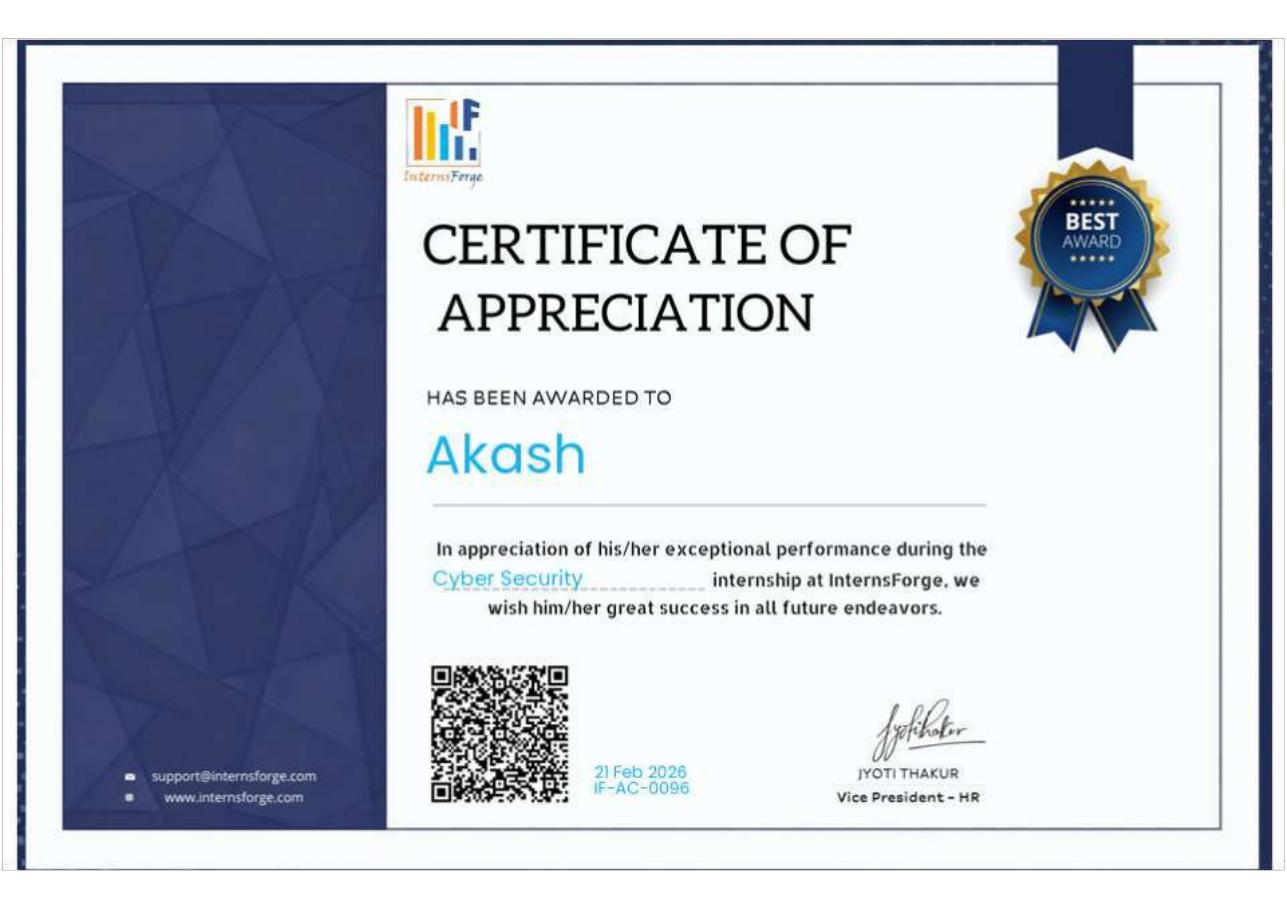 IF
InternsForge
CERTIFICATE OF
APPRECIATION
BEST
AWARD
HAS BEEN AWARDED TO
Akash
In appreciation of his/her exceptional performance during the
Cyber Security internship at InternsForge, we
wish him/her great success in all future endeavors.
support@internsforge.com
www.internsforge.com
21 Feb 2026
IF-AC-0096
JYOTI THAKUR
Vice President - HR